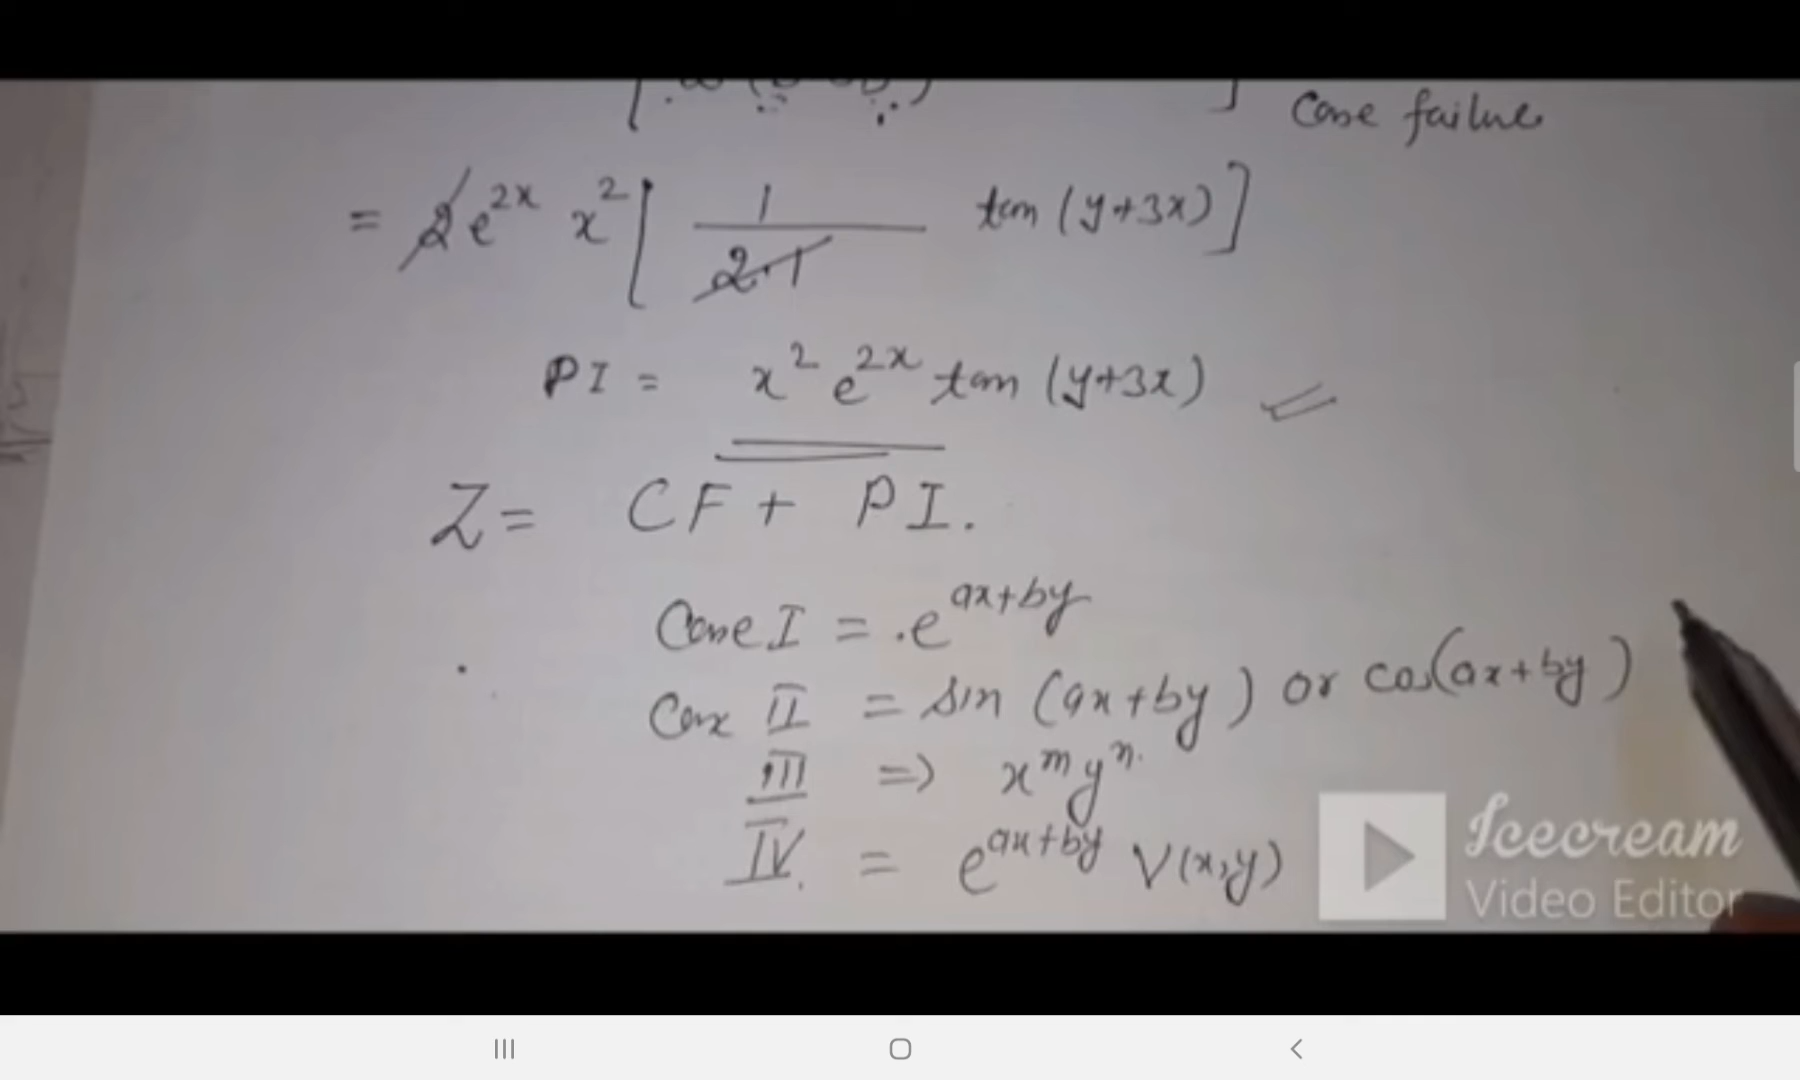 Case failure
= 2e^{2x} x^2 [ 1/2.1 tan (y+3x) ]
PI = x^2 e^{2x} tan (y+3x)
Z = CF + PI.
Case I = .e^{ax+by}
Case II = sin (ax+by) or cos(ax+by)
III => x^m y^n.
IV. = e^{ax+by} V(x,y)
Icecream
Video Editor